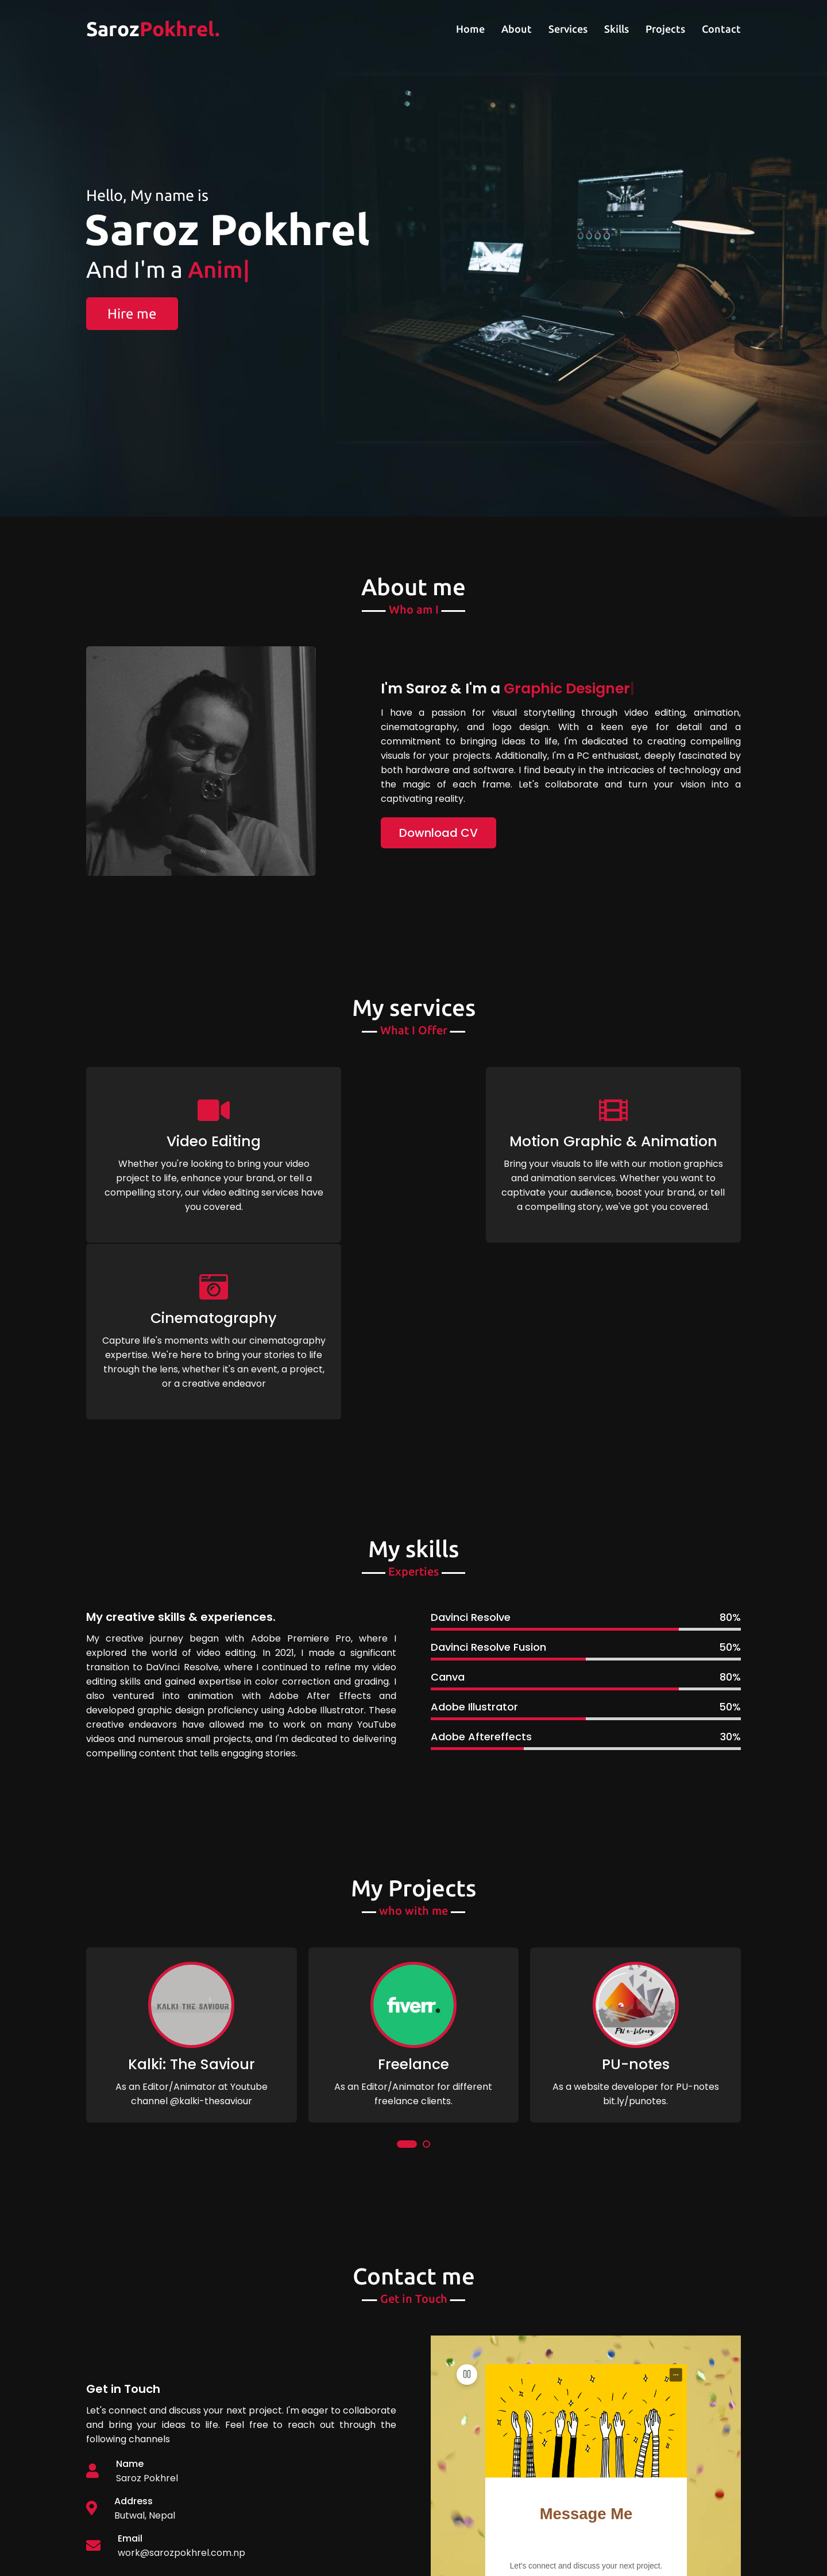 SarozPokhrel.
Home About Services Skills Projects Contact
Hello, My name is
Saroz Pokhrel
And I'm a Anim|
Hire me
About me
Who am I
I'm Saroz & I'm a Graphic Designer|
I have a passion for visual storytelling through video editing, animation,
cinematography, and logo design. With a keen eye for detail and a
commitment to bringing ideas to life, I'm dedicated to creating compelling
visuals for your projects. Additionally, I'm a PC enthusiast, deeply fascinated by
both hardware and software. I find beauty in the intricacies of technology and
the magic of each frame. Let's collaborate and turn your vision into a
captivating reality.
Download CV
My services
What I Offer
Video Editing
Whether you're looking to bring your video
project to life, enhance your brand, or tell a
compelling story, our video editing services have
you covered.
Motion Graphic & Animation
Bring your visuals to life with our motion graphics
and animation services. Whether you want to
captivate your audience, boost your brand, or tell
a compelling story, we've got you covered.
Cinematography
Capture life's moments with our cinematography
expertise. We're here to bring your stories to life
through the lens, whether it's an event, a project,
or a creative endeavor
My skills
Experties
My creative skills & experiences.
My creative journey began with Adobe Premiere Pro, where I
explored the world of video editing. In 2021, I made a significant
transition to DaVinci Resolve, where I continued to refine my video
editing skills and gained expertise in color correction and grading. I
also ventured into animation with Adobe After Effects and
developed graphic design proficiency using Adobe Illustrator. These
creative endeavors have allowed me to work on many YouTube
videos and numerous small projects, and I'm dedicated to delivering
compelling content that tells engaging stories.
Davinci Resolve 80%
Davinci Resolve Fusion 50%
Canva 80%
Adobe Illustrator 50%
Adobe Aftereffects 30%
My Projects
who with me
KALKI THE SAVIOUR
Kalki: The Saviour
As an Editor/Animator at Youtube
channel @kalki-thesaviour
fiverr.
Freelance
As an Editor/Animator for different
freelance clients.
PU e-Library
PU-notes
As a website developer for PU-notes
bit.ly/punotes.
Contact me
Get in Touch
Get in Touch
Let's connect and discuss your next project. I'm eager to collaborate
and bring your ideas to life. Feel free to reach out through the
following channels
Name
Saroz Pokhrel
Address
Butwal, Nepal
Email
work@sarozpokhrel.com.np
Message Me
Let's connect and discuss your next project.